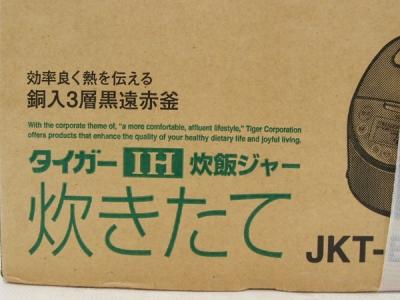 効率良く熱を伝える
銅入3層黒遠赤釜
With the corporate theme of, "a more comfortable, affluent lifestyle," Tiger Corporation
offers products that enhance the quality of your healthy dietary life and joyful living.
タイガー IH 炊飯ジャー
炊きたて
JKT-